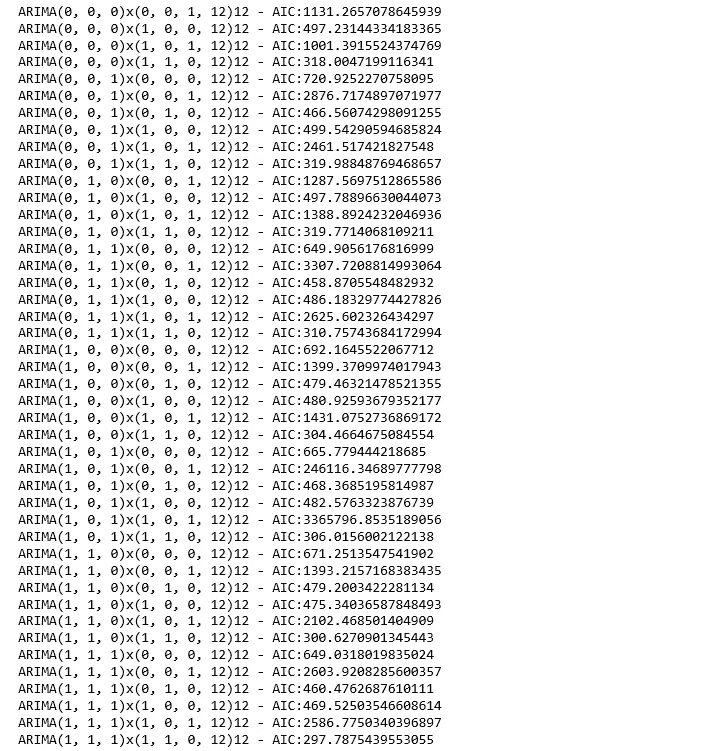 ARIMA(0, 0, 0)x(0, 0, 1, 12)12 - AIC:1131.2657078645939
ARIMA(0, 0, 0)x(1, 0, 0, 12)12 - AIC:497.23144334183365
ARIMA(0, 0, 0)x(1, 0, 1, 12)12 - AIC:1001.3915524374769
ARIMA(0, 0, 0)x(1, 1, 0, 12)12 - AIC:318.0047199116341
ARIMA(0, 0, 1)x(0, 0, 0, 12)12 - AIC:720.9252270758095
ARIMA(0, 0, 1)x(0, 0, 1, 12)12 - AIC:2876.7174897071977
ARIMA(0, 0, 1)x(0, 1, 0, 12)12 - AIC:466.56074298091255
ARIMA(0, 0, 1)x(1, 0, 0, 12)12 - AIC:499.54290594685824
ARIMA(0, 0, 1)x(1, 0, 1, 12)12 - AIC:2461.517421827548
ARIMA(0, 0, 1)x(1, 1, 0, 12)12 - AIC:319.98848769468657
ARIMA(0, 1, 0)x(0, 0, 1, 12)12 - AIC:1287.5697512865586
ARIMA(0, 1, 0)x(1, 0, 0, 12)12 - AIC:497.78896630044073
ARIMA(0, 1, 0)x(1, 0, 1, 12)12 - AIC:1388.8924232046936
ARIMA(0, 1, 0)x(1, 1, 0, 12)12 - AIC:319.7714068109211
ARIMA(0, 1, 1)x(0, 0, 0, 12)12 - AIC:649.9056176816999
ARIMA(0, 1, 1)x(0, 0, 1, 12)12 - AIC:3307.7208814993064
ARIMA(0, 1, 1)x(0, 1, 0, 12)12 - AIC:458.8705548482932
ARIMA(0, 1, 1)x(1, 0, 0, 12)12 - AIC:486.18329774427826
ARIMA(0, 1, 1)x(1, 0, 1, 12)12 - AIC:2625.602326434297
ARIMA(0, 1, 1)x(1, 1, 0, 12)12 - AIC:310.75743684172994
ARIMA(1, 0, 0)x(0, 0, 0, 12)12 - AIC:692.1645522067712
ARIMA(1, 0, 0)x(0, 0, 1, 12)12 - AIC:1399.3709974017943
ARIMA(1, 0, 0)x(0, 1, 0, 12)12 - AIC:479.46321478521355
ARIMA(1, 0, 0)x(1, 0, 0, 12)12 - AIC:480.92593679352177
ARIMA(1, 0, 0)x(1, 0, 1, 12)12 - AIC:1431.0752736869172
ARIMA(1, 0, 0)x(1, 1, 0, 12)12 - AIC:304.4664675084554
ARIMA(1, 0, 1)x(0, 0, 0, 12)12 - AIC:665.779444218685
ARIMA(1, 0, 1)x(0, 0, 1, 12)12 - AIC:246116.34689777798
ARIMA(1, 0, 1)x(0, 1, 0, 12)12 - AIC:468.3685195814987
ARIMA(1, 0, 1)x(1, 0, 0, 12)12 - AIC:482.5763323876739
ARIMA(1, 0, 1)x(1, 0, 1, 12)12 - AIC:3365796.8535189056
ARIMA(1, 0, 1)x(1, 1, 0, 12)12 - AIC:306.0156002122138
ARIMA(1, 1, 0)x(0, 0, 0, 12)12 - AIC:671.2513547541902
ARIMA(1, 1, 0)x(0, 0, 1, 12)12 - AIC:1393.2157168383435
ARIMA(1, 1, 0)x(0, 1, 0, 12)12 - AIC:479.2003422281134
ARIMA(1, 1, 0)x(1, 0, 0, 12)12 - AIC:475.34036587848493
ARIMA(1, 1, 0)x(1, 0, 1, 12)12 - AIC:2102.468501404909
ARIMA(1, 1, 0)x(1, 1, 0, 12)12 - AIC:300.6270901345443
ARIMA(1, 1, 1)x(0, 0, 0, 12)12 - AIC:649.0318019835024
ARIMA(1, 1, 1)x(0, 0, 1, 12)12 - AIC:2603.9208285600357
ARIMA(1, 1, 1)x(0, 1, 0, 12)12 - AIC:460.4762687610111
ARIMA(1, 1, 1)x(1, 0, 0, 12)12 - AIC:469.52503546608614
ARIMA(1, 1, 1)x(1, 0, 1, 12)12 - AIC:2586.7750340396897
ARIMA(1, 1, 1)x(1, 1, 0, 12)12 - AIC:297.7875439553055